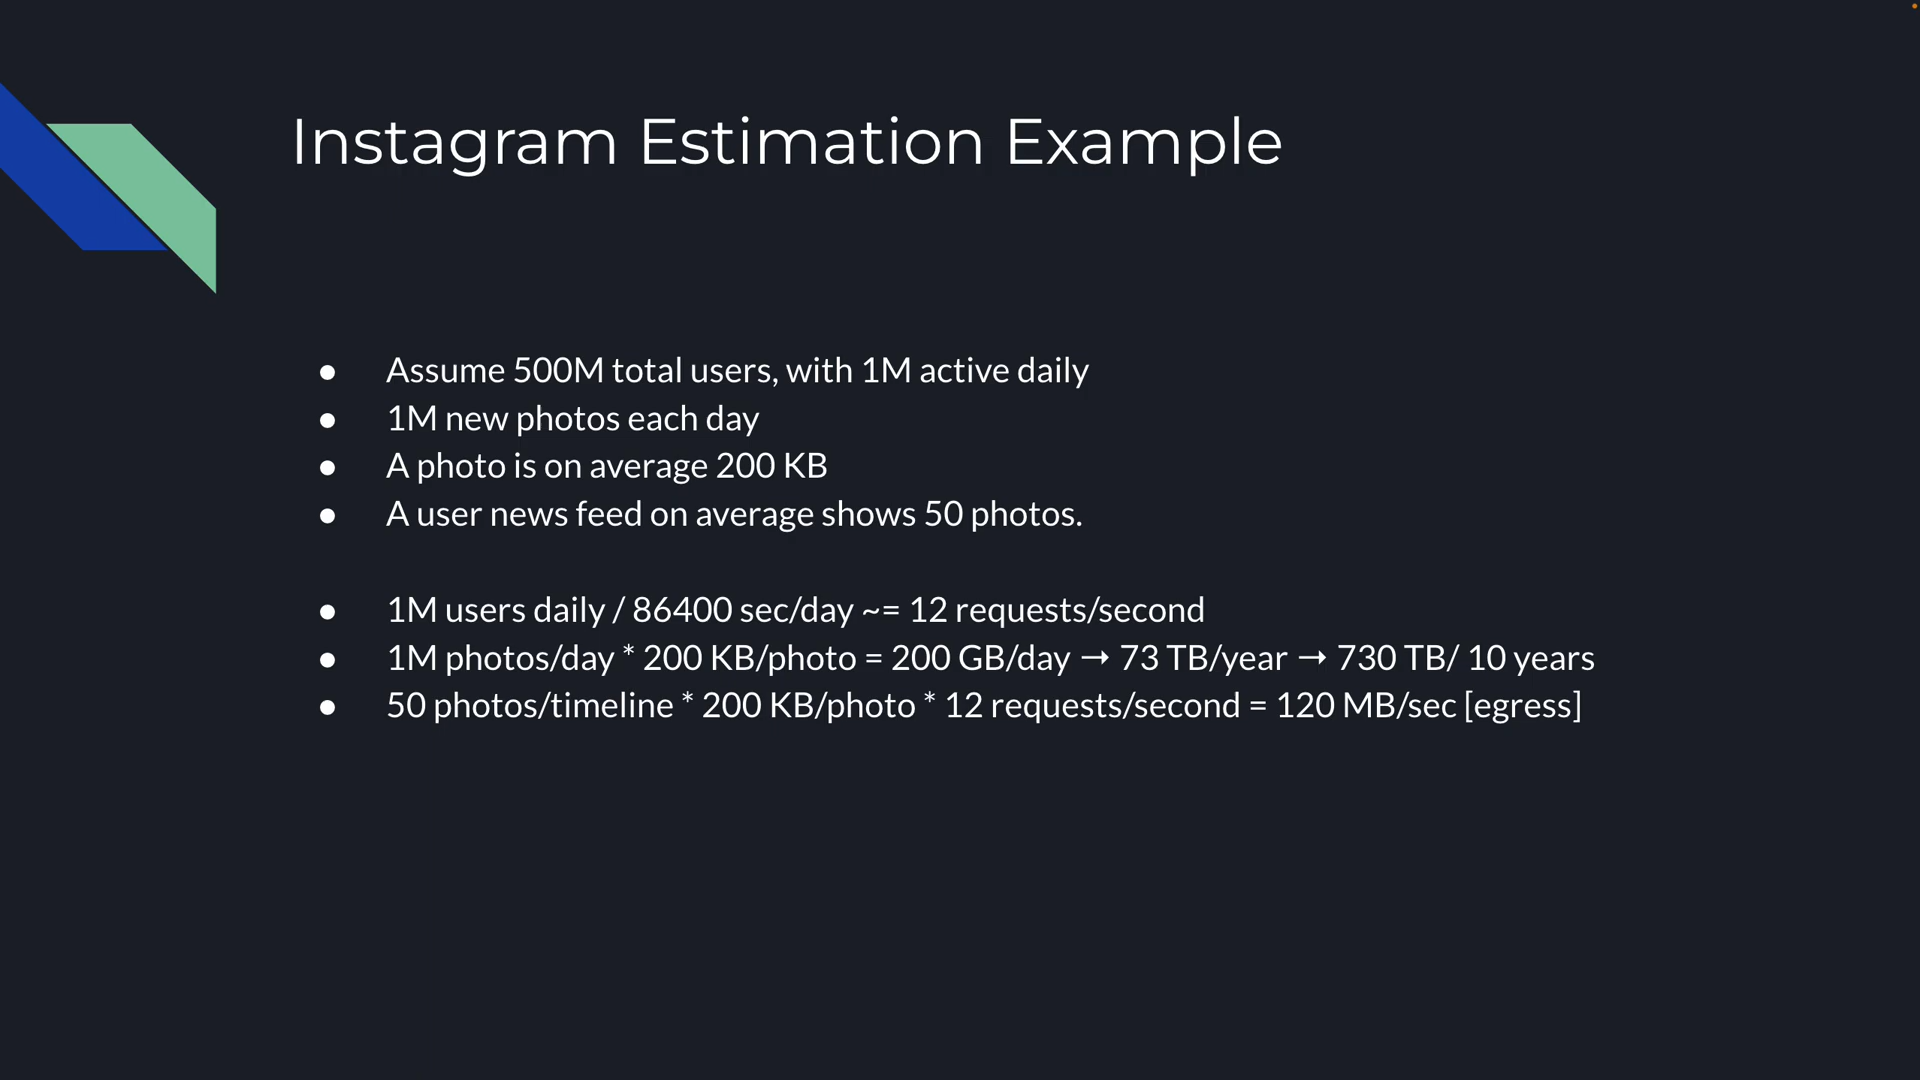 Instagram Estimation Example
● Assume 500M total users, with 1M active daily
● 1M new photos each day
● A photo is on average 200 KB
● A user news feed on average shows 50 photos.
● 1M users daily / 86400 sec/day ~= 12 requests/second
● 1M photos/day * 200 KB/photo = 200 GB/day → 73 TB/year → 730 TB/ 10 years
● 50 photos/timeline * 200 KB/photo * 12 requests/second = 120 MB/sec [egress]